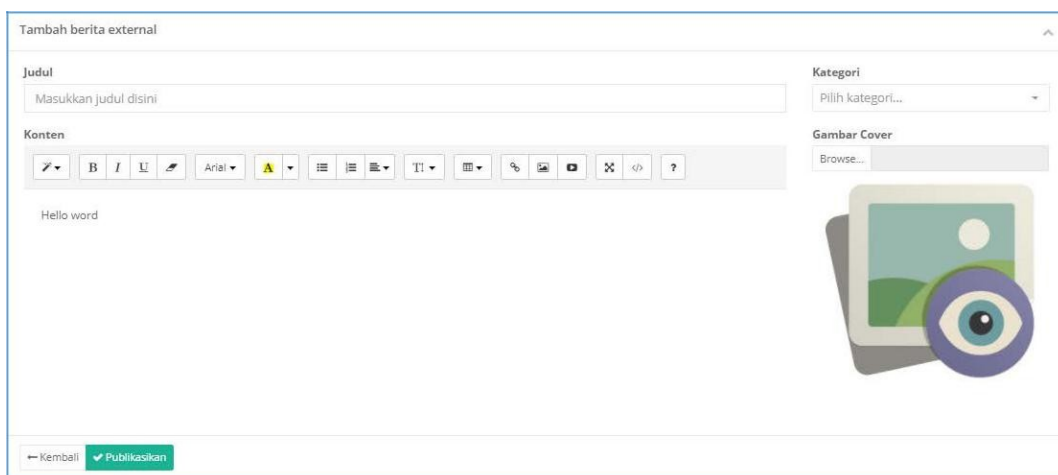 Tambah berita external
Judul
Masukkan judul disini
Konten
B I U Arial A T! </> ?
Hello word
Kategori
Pilih kategori...
Gambar Cover
Browse...
Kembali Publikasikan